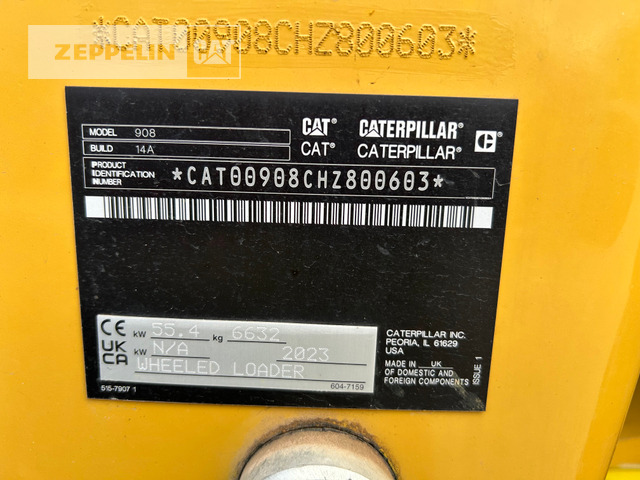 *CAT00908CHZ800603*
ZEPPELIN
CAT CATERPILLAR C
CAT® CATERPILLAR®
MODEL 908
BUILD 14A
PRODUCT IDENTIFICATION NUMBER *CAT00908CHZ800603*
CE
UK CA
kW 55.4 kg 6632
kW N/A 2023
WHEELED LOADER
515-7907 1 604-7159
CATERPILLAR INC.
PEORIA, IL 61629
USA
MADE IN UK
OF DOMESTIC AND
FOREIGN COMPONENTS
ISSUE 1